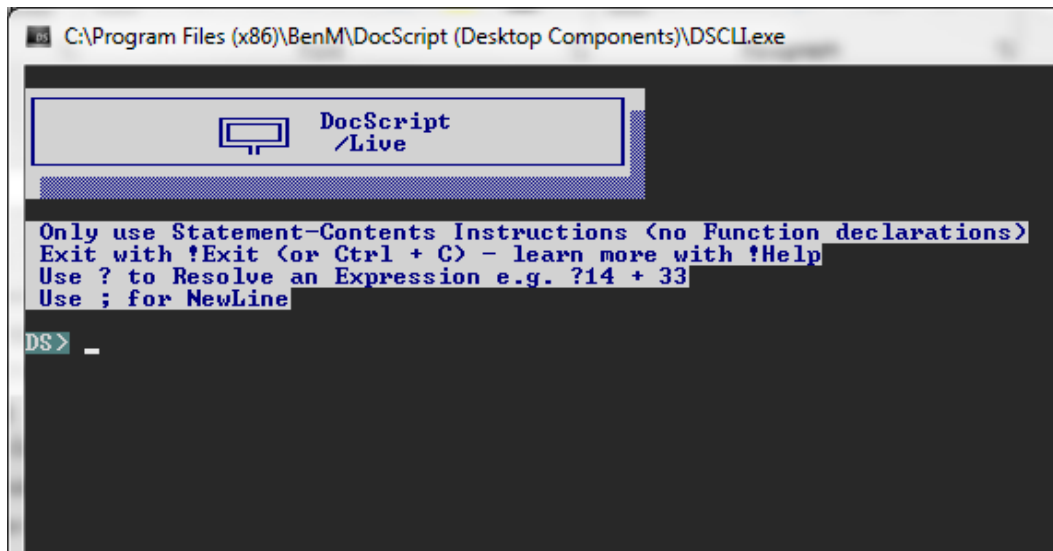 C:\Program Files (x86)\BenM\DocScript (Desktop Components)\DSCLI.exe
DocScript
/Live
Only use Statement-Contents Instructions (no Function declarations)
Exit with !Exit (or Ctrl + C) - learn more with !Help
Use ? to Resolve an Expression e.g. ?14 + 33
Use ; for NewLine
DS> _